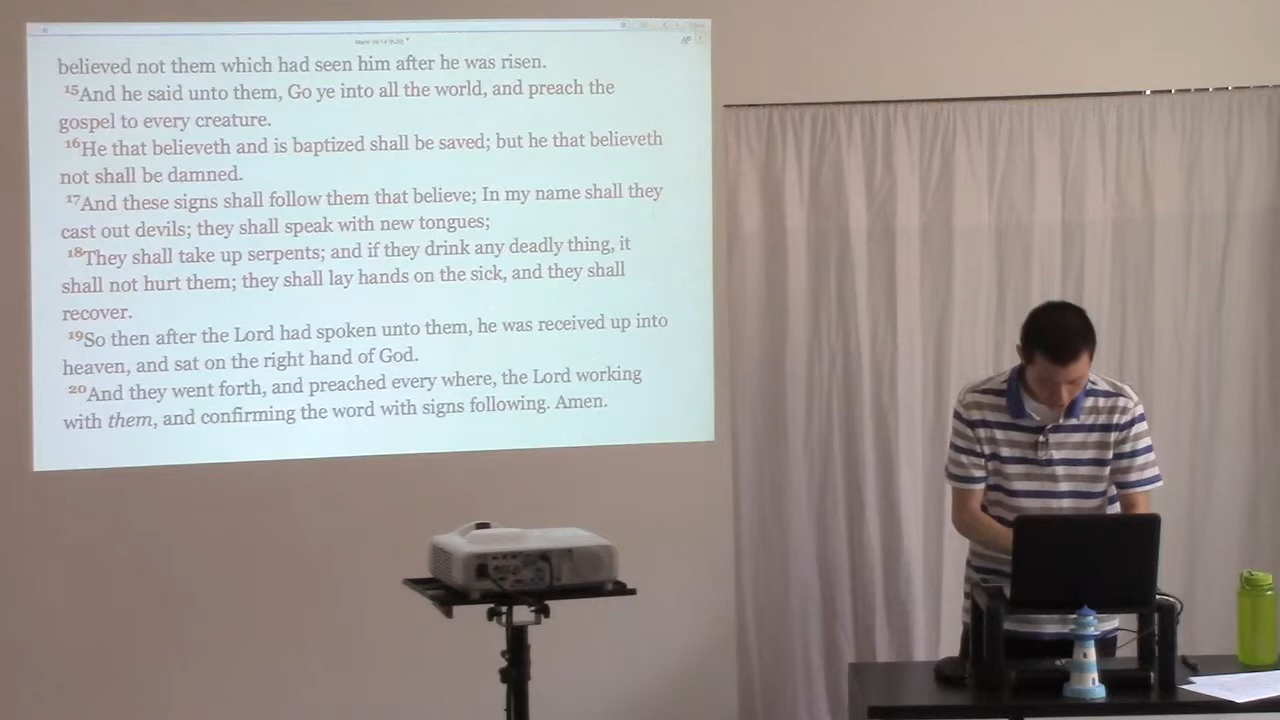 believed not them which had seen him after he was risen.
15And he said unto them, Go ye into all the world, and preach the
gospel to every creature.
16He that believeth and is baptized shall be saved; but he that believeth
not shall be damned.
17And these signs shall follow them that believe; In my name shall they
cast out devils; they shall speak with new tongues;
18They shall take up serpents; and if they drink any deadly thing, it
shall not hurt them; they shall lay hands on the sick, and they shall
recover.
19So then after the Lord had spoken unto them, he was received up into
heaven, and sat on the right hand of God.
20And they went forth, and preached every where, the Lord working
with them, and confirming the word with signs following. Amen.